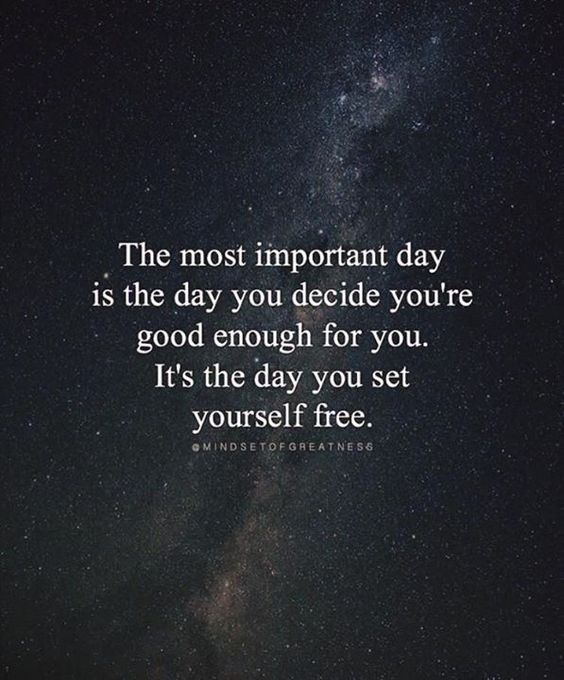 The most important day
is the day you decide you're
good enough for you.
It's the day you set
yourself free.
@MINDSETOFGREATNESS